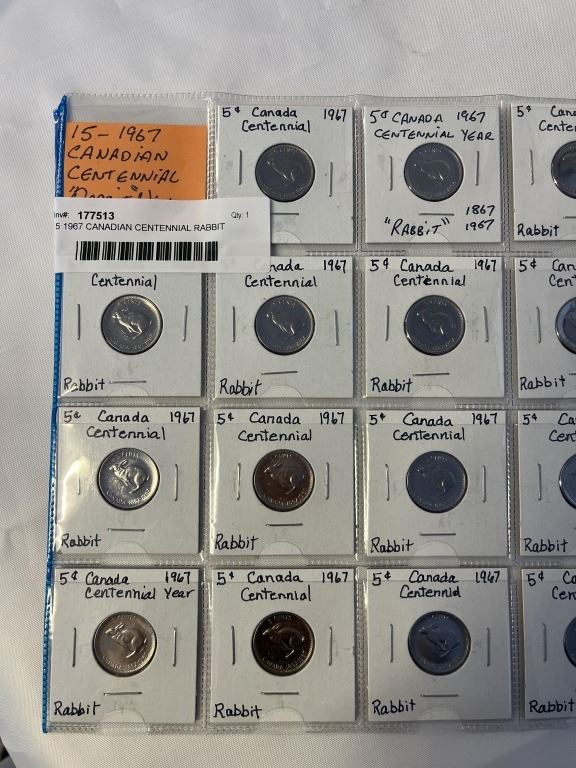 15 - 1967
CANADIAN
CENTENNIAL
Inv#: 177513 Qty: 1
5 1967 CANADIAN CENTENNIAL RABBIT
5¢ Canada 1967
Centennial
5¢ CANADA 1967
CENTENNIAL YEAR
1867
"RABBiT" 1967
5¢
Rabbit
Centennial
Rabbit
Canada 1967
Centennial
Rabbit
5¢ Canada 1967
Centennial
Rabbit
5¢
Rabbit
5¢ Canada 1967
Centennial
Rabbit
5¢ Canada 1967
Centennial
Rabbit
5¢ Canada 1967
Centennial
Rabbit
5¢
Rabbit
5¢ Canada 1967
Centennial Year
Rabbit
5¢ Canada 1967
Centennial
Rabbit
5¢ Canada 1967
Centennial
Rabbit
5¢
Rabbit